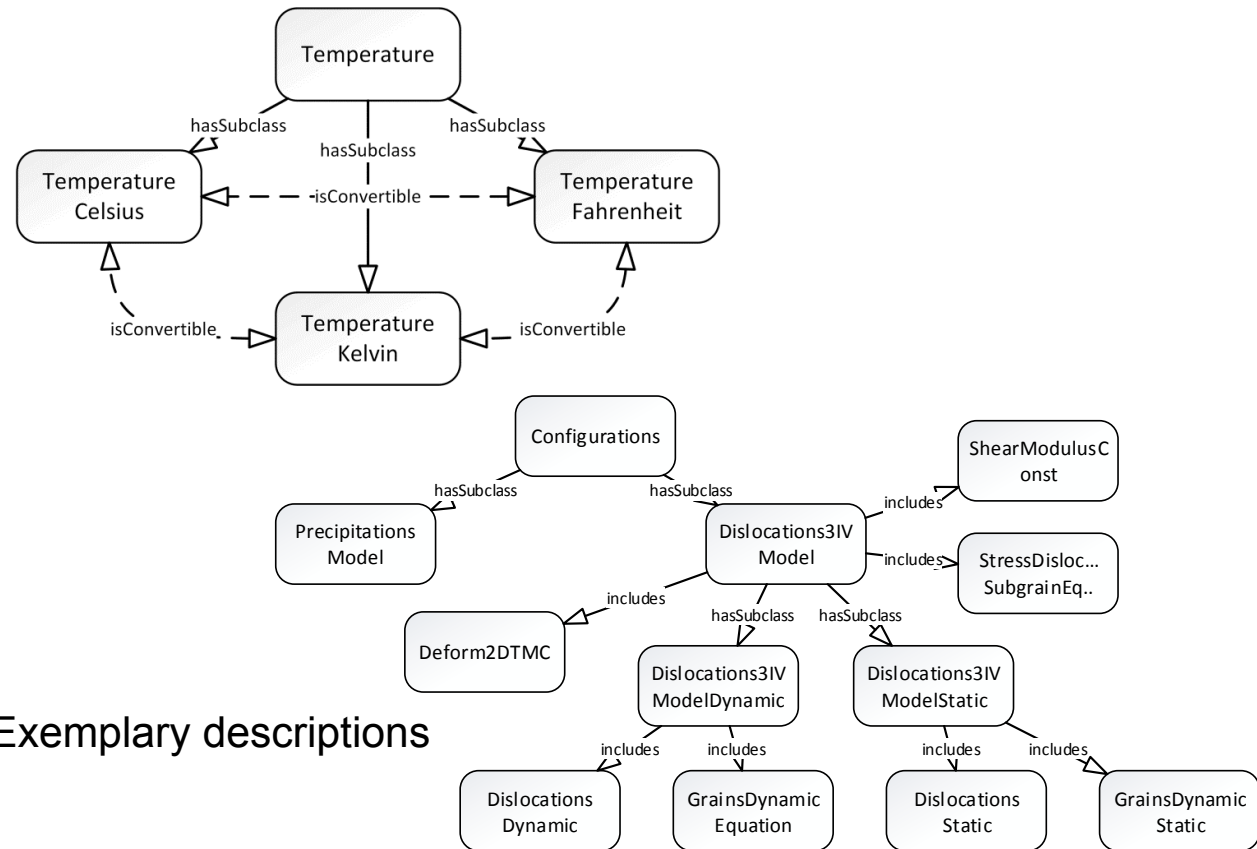 Temperature
hasSubclass
hasSubclass
hasSubclass
Temperature
Celsius
isConvertible
Temperature
Fahrenheit
isConvertible
Temperature
Kelvin
isConvertible
Configurations
hasSubclass
hasSubclass
ShearModulusC
onst
includes
Precipitations
Model
Dislocations3IV
Model
includes
StressDisloc...
SubgrainEq..
includes
Deform2DTMC
hasSubclass
hasSubclass
Dislocations3IV
ModelDynamic
Dislocations3IV
ModelStatic
Exemplary descriptions
includes
includes
includes
includes
Dislocations
Dynamic
GrainsDynamic
Equation
Dislocations
Static
GrainsDynamic
Static